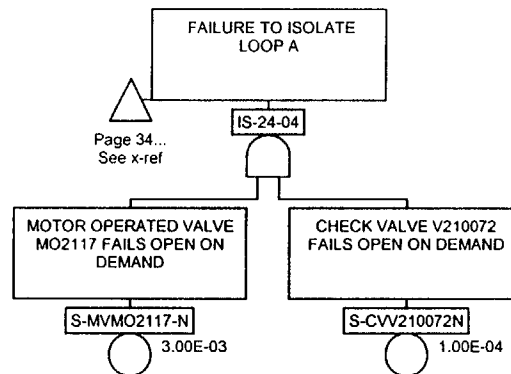 FAILURE TO ISOLATE
LOOP A
Page 34...
See x-ref
IS-24-04
MOTOR OPERATED VALVE
MO2117 FAILS OPEN ON
DEMAND
CHECK VALVE V210072
FAILS OPEN ON DEMAND
S-MVMO2117-N
S-CVV210072N
3.00E-03
1.00E-04